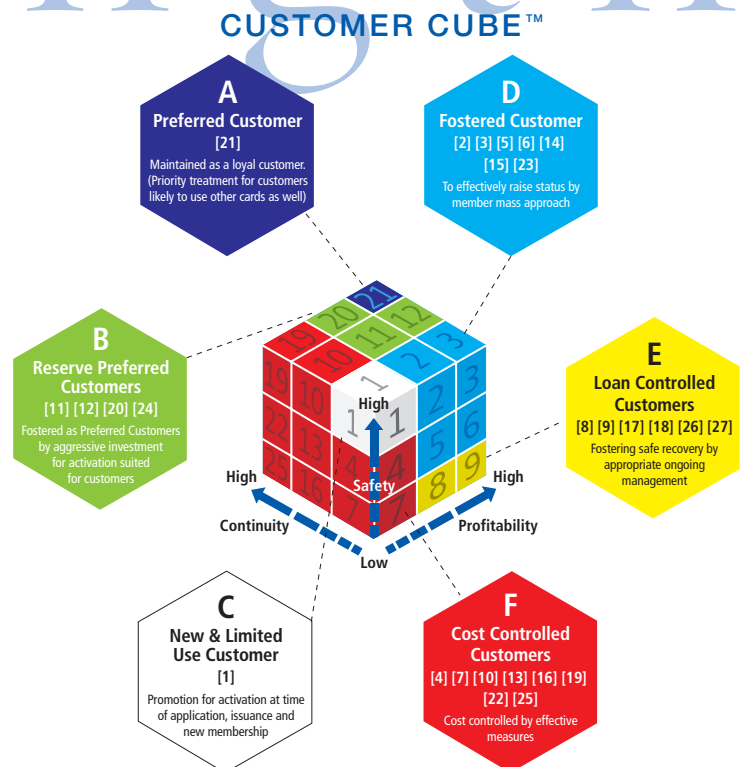 CUSTOMER CUBE™
A
Preferred Customer
[21]
Maintained as a loyal customer.
(Priority treatment for customers
likely to use other cards as well)
D
Fostered Customer
[2] [3] [5] [6] [14]
[15] [23]
To effectively raise status by
member mass approach
B
Reserve Preferred
Customers
[11] [12] [20] [24]
Fostered as Preferred Customers
by aggressive investment
for activation suited
for customers
21
20 12
19 11 3
10 2
1
19 10 1 1 2 3
22 13 4 4 5 6
25 16 7 7 8 9
High
Safety
High
Continuity
High
Profitability
Low
E
Loan Controlled
Customers
[8] [9] [17] [18] [26] [27]
Fostering safe recovery by
appropriate ongoing
management
C
New & Limited
Use Customer
[1]
Promotion for activation at time
of application, issuance and
new membership
F
Cost Controlled
Customers
[4] [7] [10] [13] [16] [19]
[22] [25]
Cost controlled by effective
measures